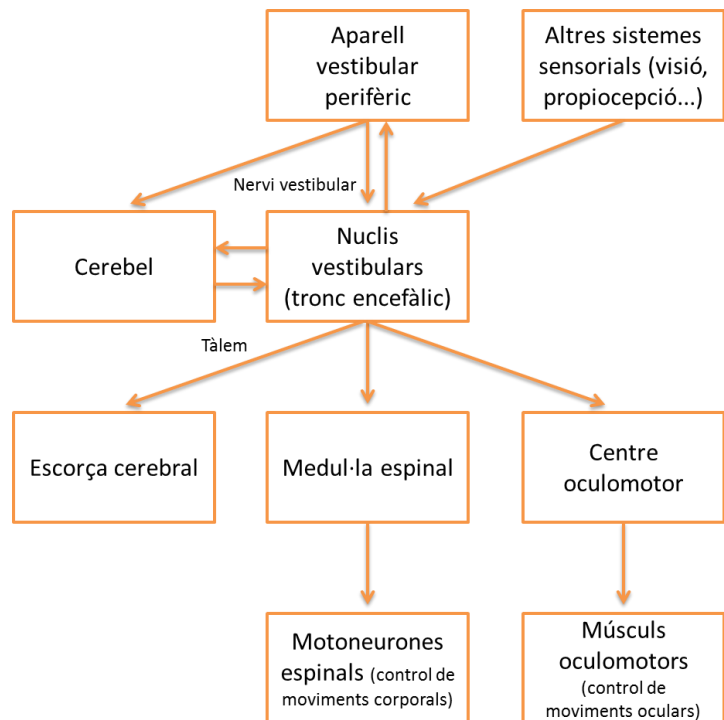 Aparell
vestibular
perifèric
Altres sistemes
sensorials (visió,
propiocepció...)
Nervi vestibular
Cerebel
Nuclis
vestibulars
(tronc encefàlic)
Tàlem
Escorça cerebral
Medul·la espinal
Centre
oculomotor
Motoneurones
espinals (control de
moviments corporals)
Músculs
oculomotors
(control de
moviments oculars)